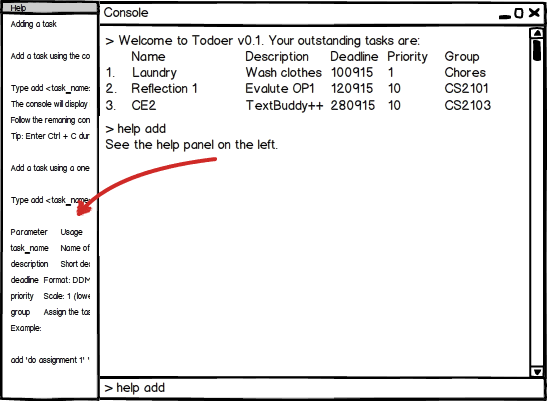 Help
Adding a task
Add a task using the co
Type add <task_name>
The console will display
Follow the remaning con
Tip: Enter Ctrl + C dur
Add a task using a one
Type add <task_name>
Parameter Usage
task_name Name of
description Short des
deadline Format: DDM
priority Scale: 1 (lowe
group Assign the tas
Example:
add 'do assignment 1' '
Console
> Welcome to Todoer v0.1. Your outstanding tasks are:
Name Description Deadline Priority Group
1. Laundry Wash clothes 100915 1 Chores
2. Reflection 1 Evalute OP1 120915 10 CS2101
3. CE2 TextBuddy++ 280915 10 CS2103
> help add
See the help panel on the left.
> help add